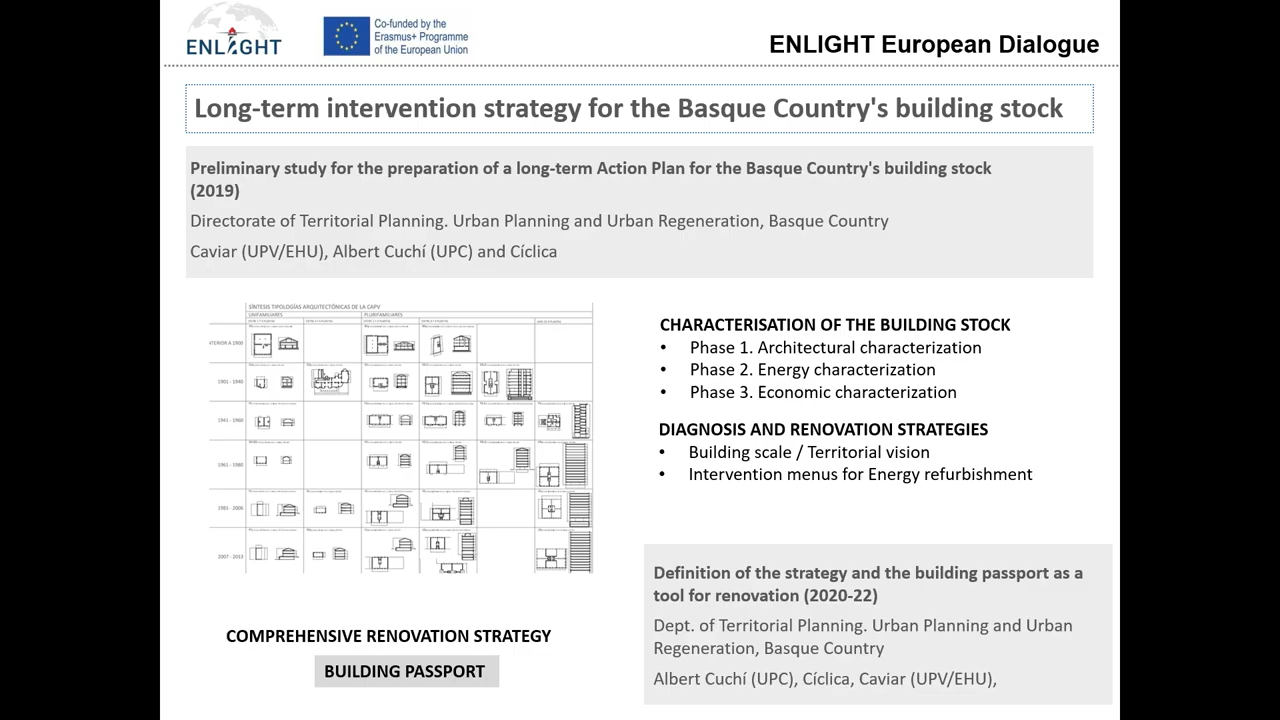 ENLIGHT
Co-funded by the
Erasmus+ Programme
of the European Union
ENLIGHT European Dialogue
Long-term intervention strategy for the Basque Country's building stock
Preliminary study for the preparation of a long-term Action Plan for the Basque Country's building stock
(2019)
Directorate of Territorial Planning. Urban Planning and Urban Regeneration, Basque Country
Caviar (UPV/EHU), Albert Cuchí (UPC) and Cíclica
SÍNTESIS TIPOLOGÍAS ARQUITECTÓNICAS DE LA CAPV
UNIFAMILIARES PLURIFAMILIARES
TERIOR A 1900
1901 - 1940
1941 - 1960
1961 - 1980
1981 - 2006
2007 - 2013
CHARACTERISATION OF THE BUILDING STOCK
• Phase 1. Architectural characterization
• Phase 2. Energy characterization
• Phase 3. Economic characterization
DIAGNOSIS AND RENOVATION STRATEGIES
• Building scale / Territorial vision
• Intervention menus for Energy refurbishment
COMPREHENSIVE RENOVATION STRATEGY
BUILDING PASSPORT
Definition of the strategy and the building passport as a
tool for renovation (2020-22)
Dept. of Territorial Planning. Urban Planning and Urban
Regeneration, Basque Country
Albert Cuchí (UPC), Cíclica, Caviar (UPV/EHU),